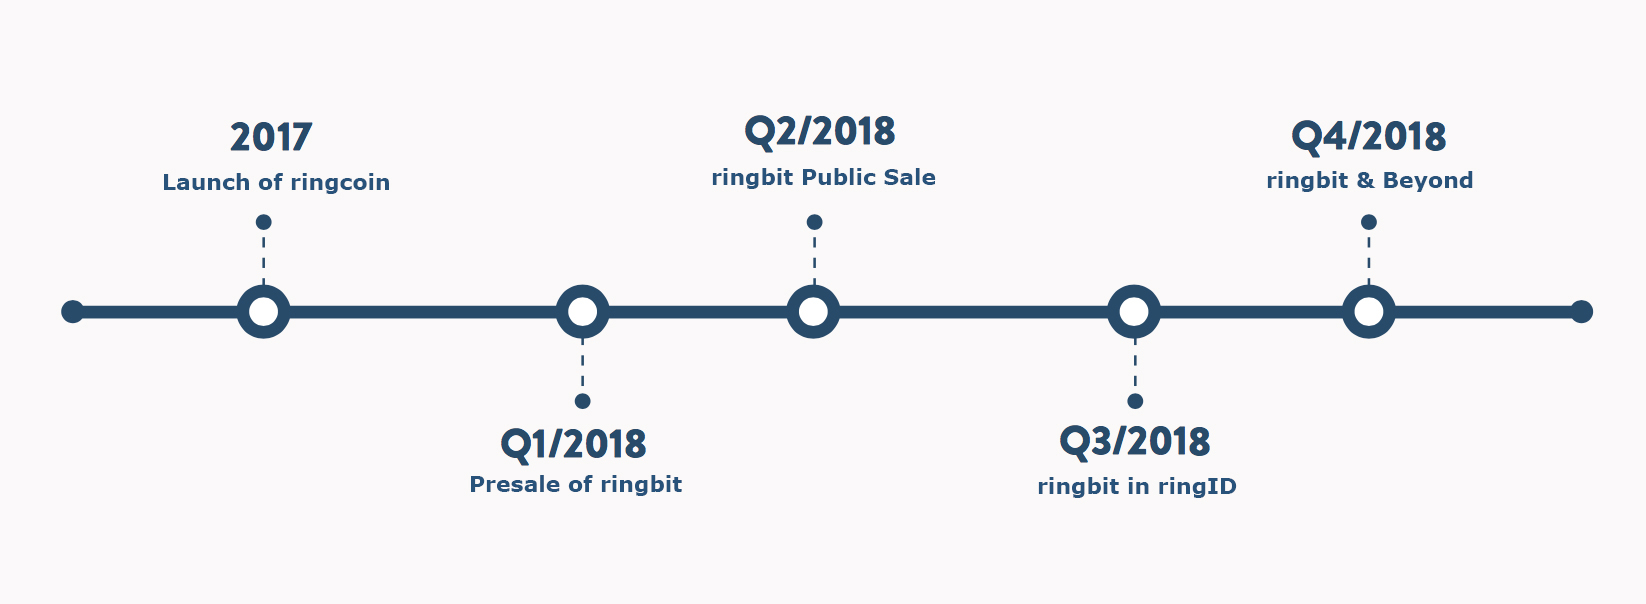 2017
Launch of ringcoin
Q1/2018
Presale of ringbit
Q2/2018
ringbit Public Sale
Q3/2018
ringbit in ringID
Q4/2018
ringbit & Beyond